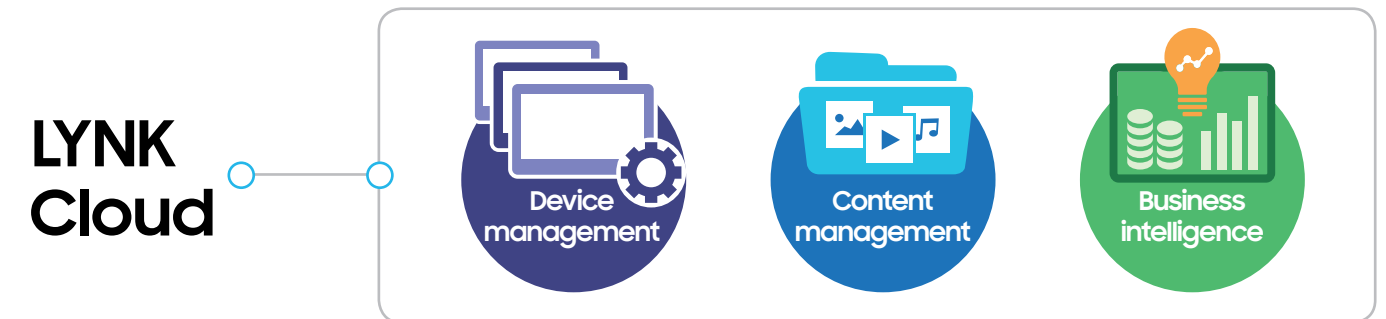 LYNK
Cloud
Device
management
Content
management
Business
intelligence